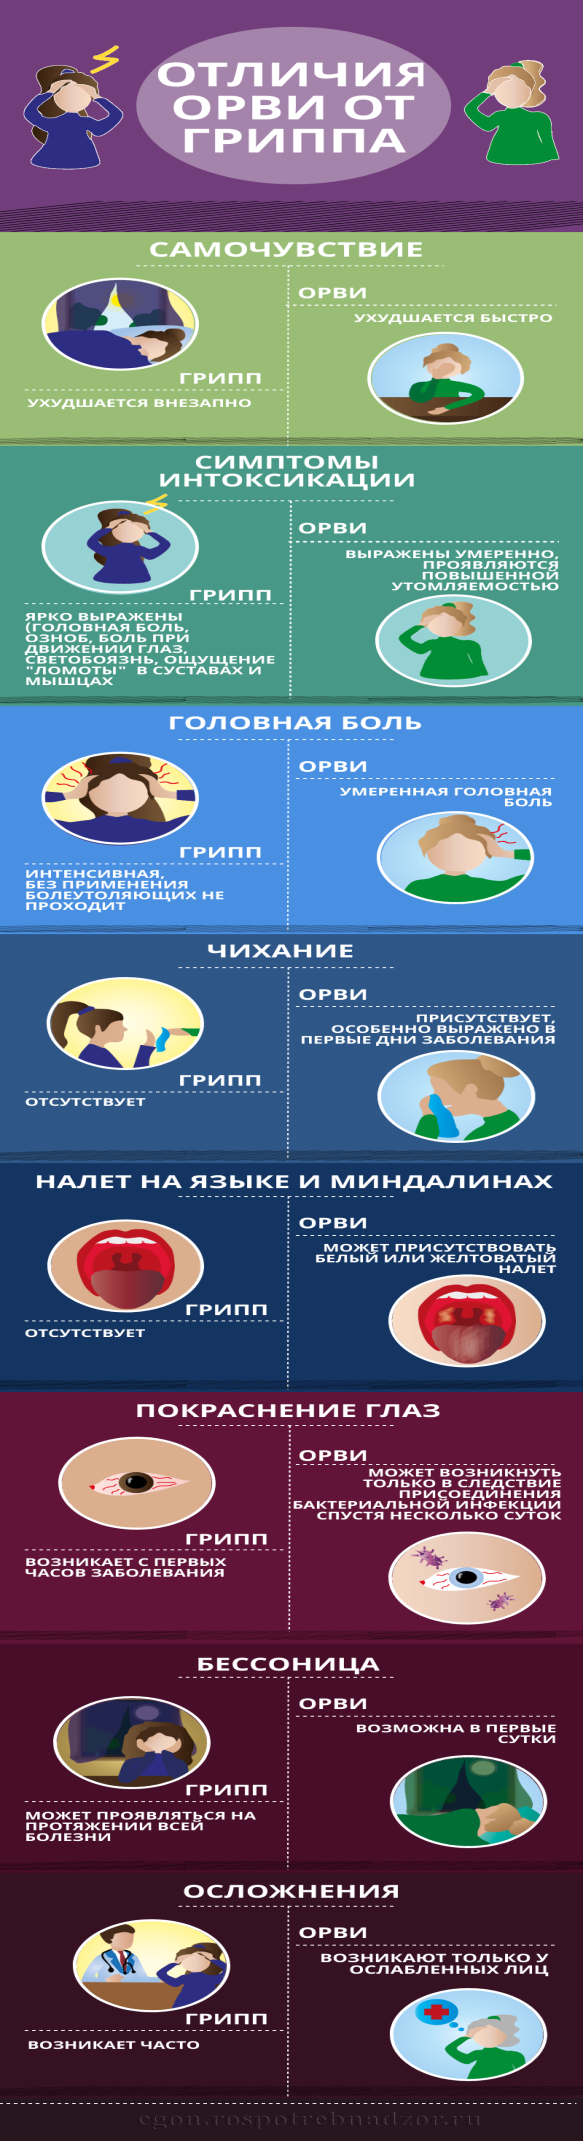 ОТЛИЧИЯ
ОРВИ ОТ
ГРИППА
САМОЧУВСТВИЕ
ОРВИ
УХУДШАЕТСЯ БЫСТРО
ГРИПП
УХУДШАЕТСЯ ВНЕЗАПНО
СИМПТОМЫ
ИНТОКСИКАЦИИ
ОРВИ
ВЫРАЖЕНЫ УМЕРЕННО,
ПРОЯВЛЯЮТСЯ
ПОВЫШЕННОЙ
УТОМЛЯЕМОСТЬЮ
ГРИПП
ЯРКО ВЫРАЖЕНЫ
(ГОЛОВНАЯ БОЛЬ,
ОЗНОБ, БОЛЬ ПРИ
ДВИЖЕНИИ ГЛАЗ,
СВЕТОБОЯЗНЬ, ОЩУЩЕНИЕ
"ЛОМОТЫ" В СУСТАВАХ И
МЫШЦАХ
ГОЛОВНАЯ БОЛЬ
ОРВИ
УМЕРЕННАЯ ГОЛОВНАЯ
БОЛЬ
ГРИПП
ИНТЕНСИВНАЯ,
БЕЗ ПРИМЕНЕНИЯ
БОЛЕУТОЛЯЮЩИХ НЕ
ПРОХОДИТ
ЧИХАНИЕ
ОРВИ
ПРИСУТСТВУЕТ,
ОСОБЕННО ВЫРАЖЕНО В
ПЕРВЫЕ ДНИ ЗАБОЛЕВАНИЯ
ГРИПП
ОТСУТСТВУЕТ
НАЛЕТ НА ЯЗЫКЕ И МИНДАЛИНАХ
ОРВИ
МОЖЕТ ПРИСУТСТВОВАТЬ
БЕЛЫЙ ИЛИ ЖЕЛТОВАТЫЙ
НАЛЕТ
ГРИПП
ОТСУТСТВУЕТ
ПОКРАСНЕНИЕ ГЛАЗ
ОРВИ
МОЖЕТ ВОЗНИКНУТЬ
ТОЛЬКО В СЛЕДСТВИЕ
ПРИСОЕДИНЕНИЯ
БАКТЕРИАЛЬНОЙ ИНФЕКЦИИ
СПУСТЯ НЕСКОЛЬКО СУТОК
ГРИПП
ВОЗНИКАЕТ С ПЕРВЫХ
ЧАСОВ ЗАБОЛЕВАНИЯ
БЕССОНИЦА
ОРВИ
ВОЗМОЖНА В ПЕРВЫЕ
СУТКИ
ГРИПП
МОЖЕТ ПРОЯВЛЯТЬСЯ НА
ПРОТЯЖЕНИИ ВСЕЙ
БОЛЕЗНИ
ОСЛОЖНЕНИЯ
ОРВИ
ВОЗНИКАЮТ ТОЛЬКО У
ОСЛАБЛЕННЫХ ЛИЦ
ГРИПП
ВОЗНИКАЕТ ЧАСТО
cgon.rospotrebnadzor.ru